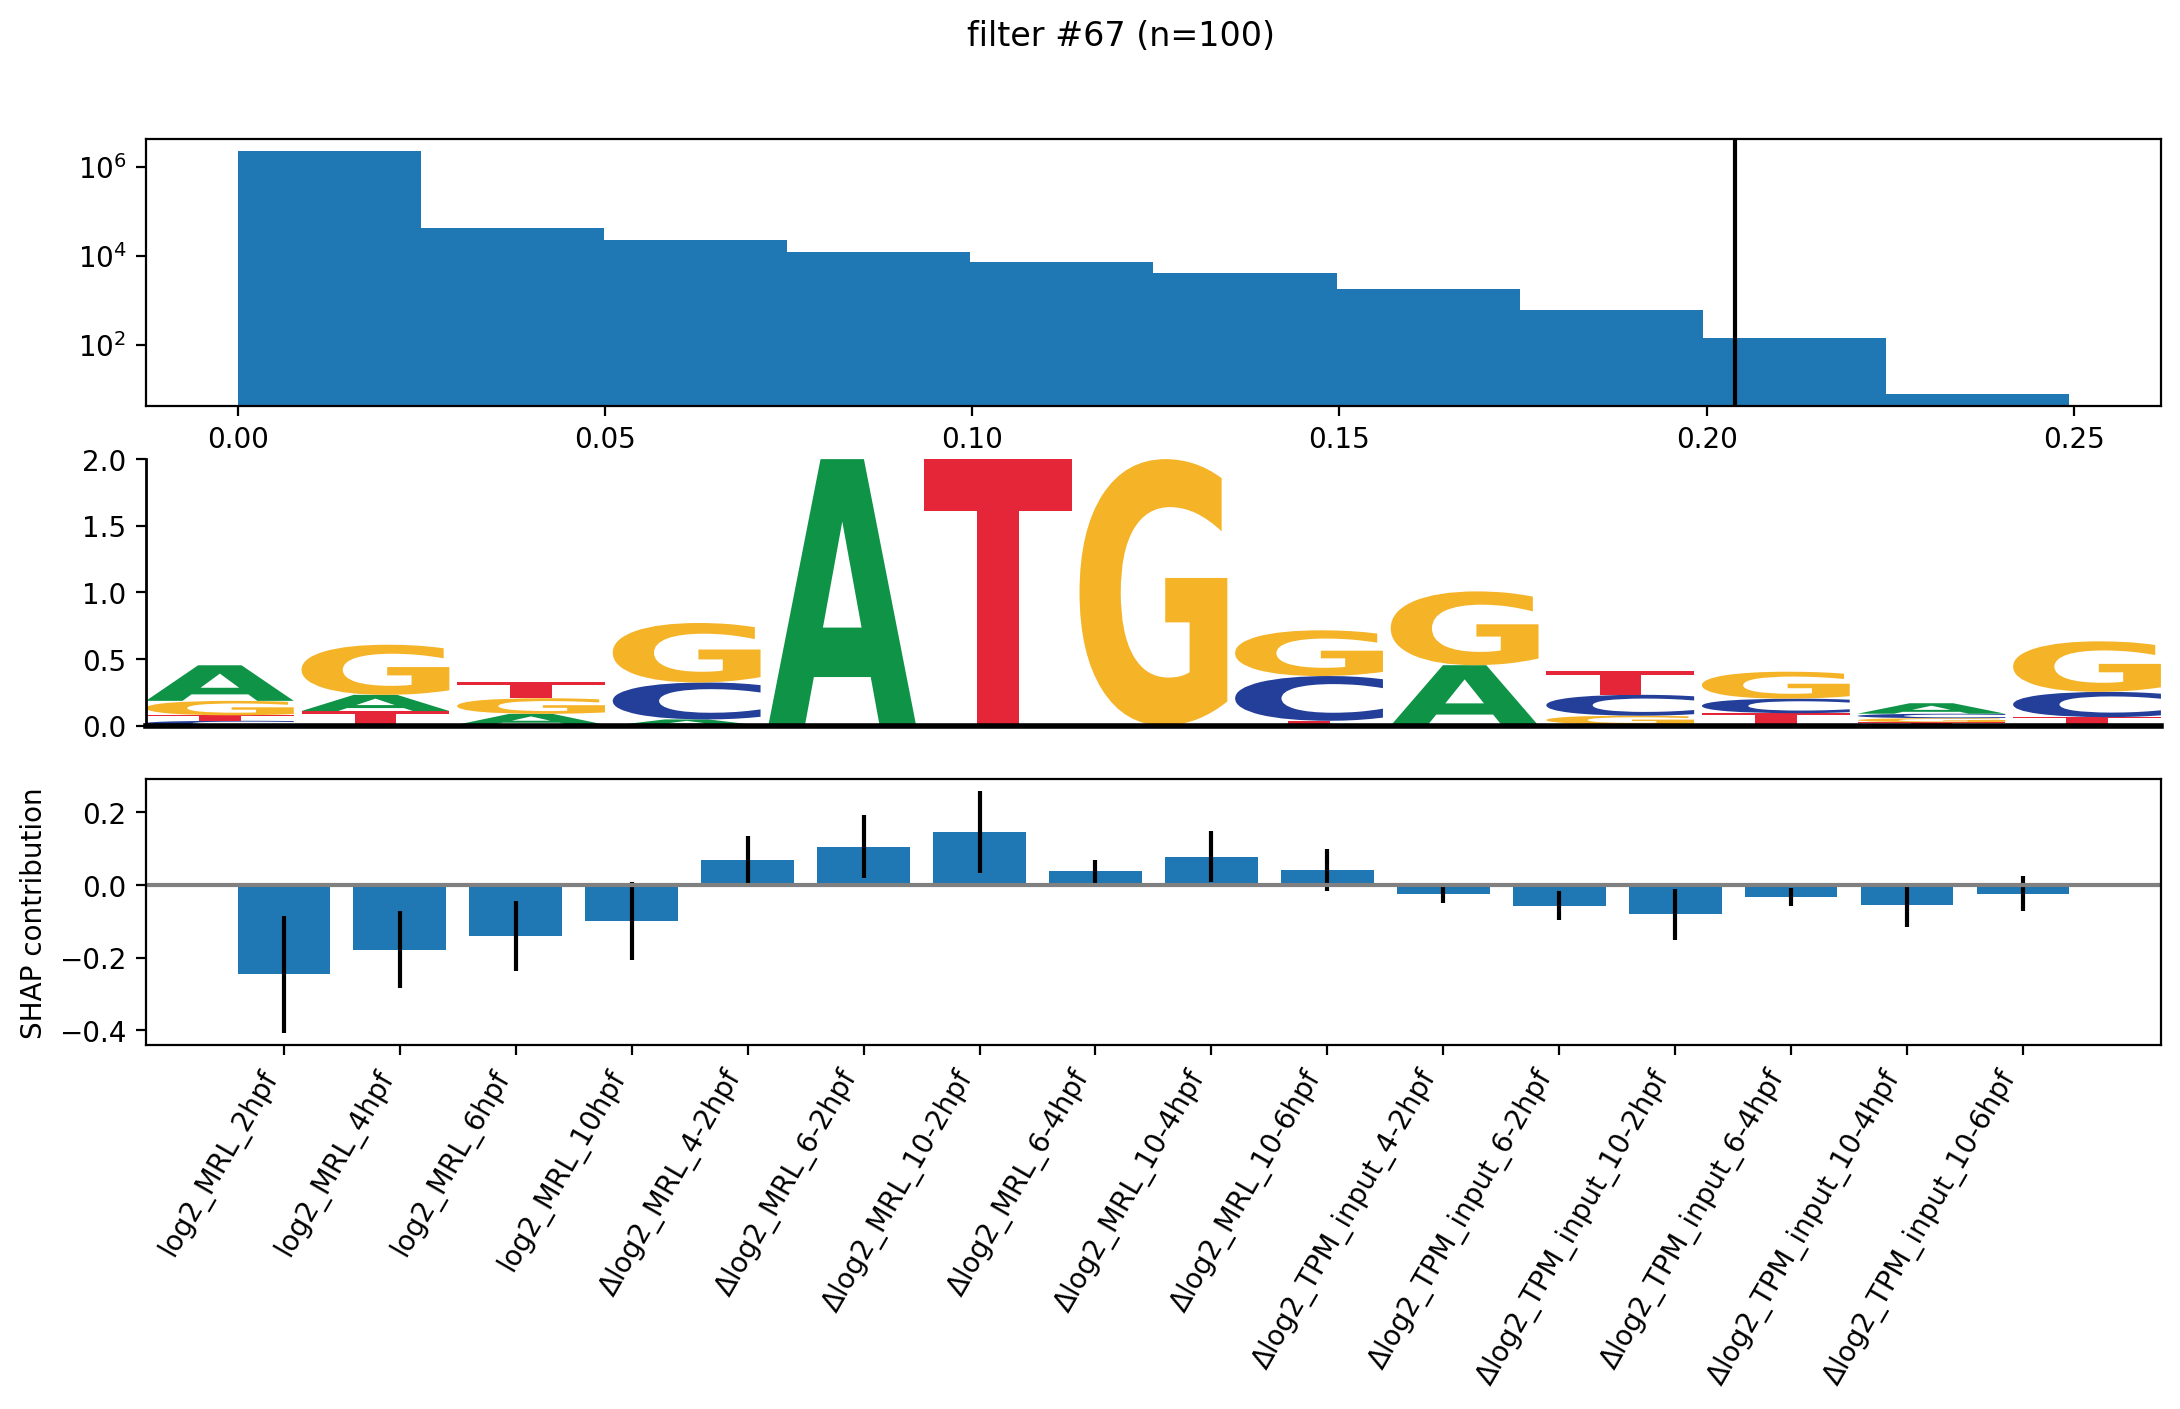 filter #67 (n=100)
10⁶
10⁴
10²
0.00 0.05 0.10 0.15 0.20 0.25
2.0
1.5
1.0
0.5
0.0
A G T G A T G G G T G A G
G A G C C A C C C C
T T A A T G T G T
C T
SHAP contribution
0.2
0.0
−0.2
−0.4
log2_MRL_2hpf
log2_MRL_4hpf
log2_MRL_6hpf
log2_MRL_10hpf
Δlog2_MRL_4-2hpf
Δlog2_MRL_6-2hpf
Δlog2_MRL_10-2hpf
Δlog2_MRL_6-4hpf
Δlog2_MRL_10-4hpf
Δlog2_MRL_10-6hpf
Δlog2_TPM_input_4-2hpf
Δlog2_TPM_input_6-2hpf
Δlog2_TPM_input_10-2hpf
Δlog2_TPM_input_6-4hpf
Δlog2_TPM_input_10-4hpf
Δlog2_TPM_input_10-6hpf